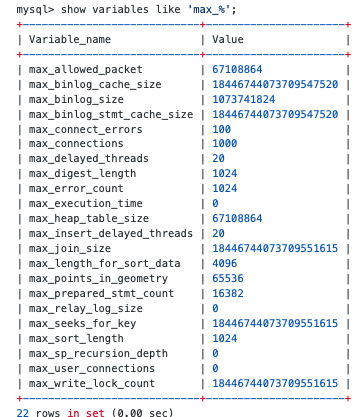 mysql> show variables like 'max_%';
+----------------------------+----------------------+
| Variable_name | Value |
+----------------------------+----------------------+
| max_allowed_packet | 67108864 |
| max_binlog_cache_size | 18446744073709547520 |
| max_binlog_size | 1073741824 |
| max_binlog_stmt_cache_size | 18446744073709547520 |
| max_connect_errors | 100 |
| max_connections | 1000 |
| max_delayed_threads | 20 |
| max_digest_length | 1024 |
| max_error_count | 1024 |
| max_execution_time | 0 |
| max_heap_table_size | 67108864 |
| max_insert_delayed_threads | 20 |
| max_join_size | 18446744073709551615 |
| max_length_for_sort_data | 4096 |
| max_points_in_geometry | 65536 |
| max_prepared_stmt_count | 16382 |
| max_relay_log_size | 0 |
| max_seeks_for_key | 18446744073709551615 |
| max_sort_length | 1024 |
| max_sp_recursion_depth | 0 |
| max_user_connections | 0 |
| max_write_lock_count | 18446744073709551615 |
+----------------------------+----------------------+
22 rows in set (0.00 sec)